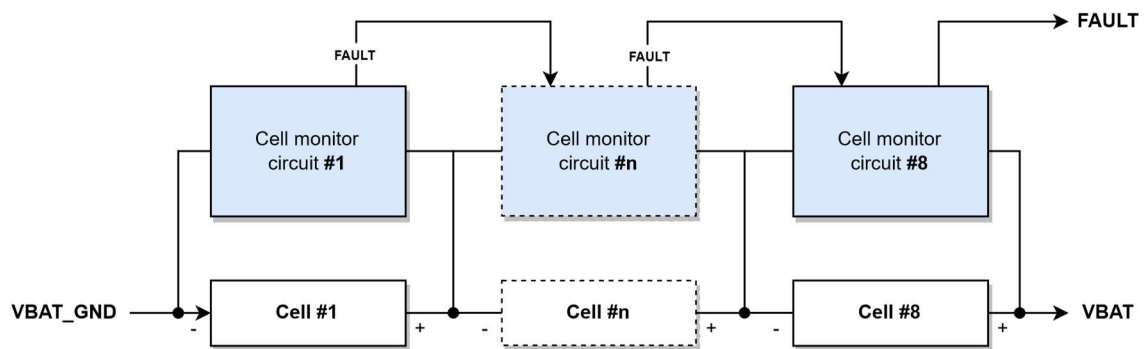 FAULT
FAULT
FAULT
Cell monitor
circuit #1
Cell monitor
circuit #n
Cell monitor
circuit #8
VBAT_GND
-
Cell #1
+
-
Cell #n
+
-
Cell #8
+
VBAT